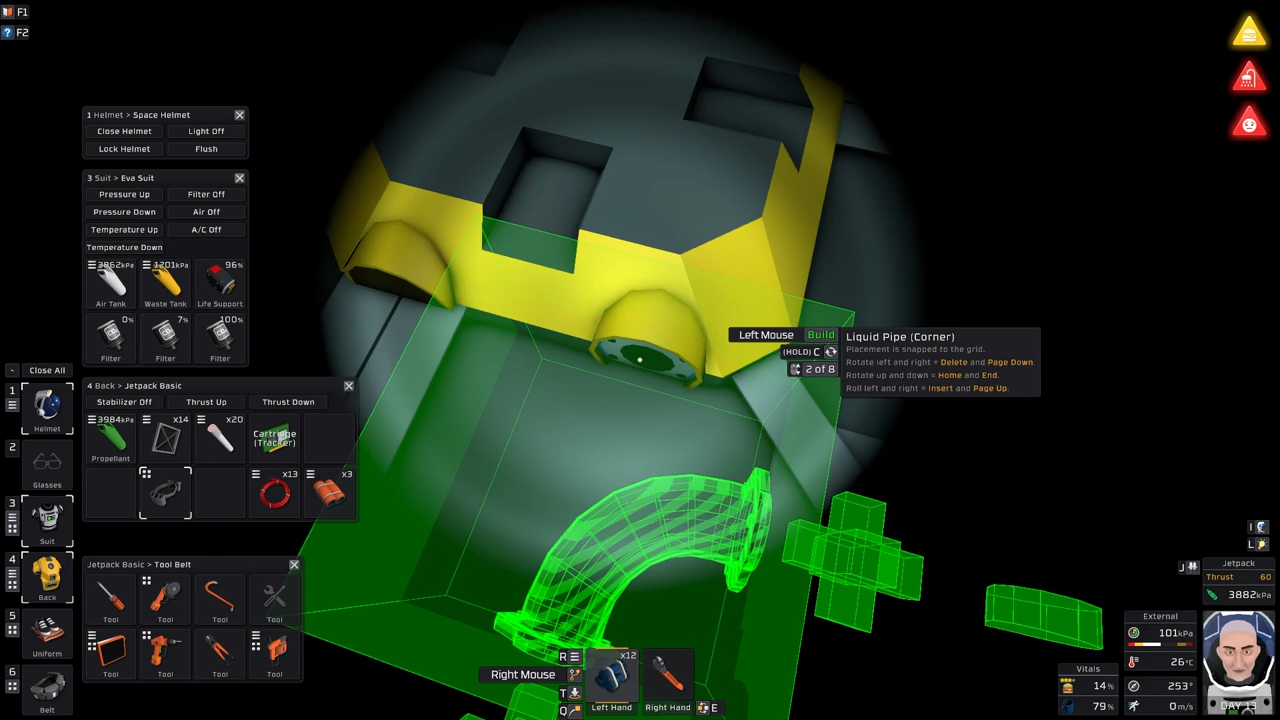 F1
F2
1 Helmet > Space Helmet
Close Helmet
Light Off
Lock Helmet
Flush
3 Suit > Eva Suit
Pressure Up
Filter Off
Pressure Down
Air Off
Temperature Up
A/C Off
Temperature Down
3862kPa
1201kPa
96%
Air Tank
Waste Tank
Life Support
0%
7%
100%
Filter
Filter
Filter
~
Close All
1
Helmet
2
Glasses
3
Suit
4
Back
5
Uniform
6
Belt
4 Back > Jetpack Basic
Stabilizer Off
Thrust Up
Thrust Down
3984kPa
x14
x20
Cartridge
(Tracker)
Propellant
x13
x3
Jetpack Basic > Tool Belt
Tool
Tool
Tool
Tool
Tool
Tool
Tool
Tool
Left Mouse
Build
(HOLD) C
2 of 8
Liquid Pipe (Corner)
Placement is snapped to the grid.
Rotate left and right = Delete and Page Down.
Rotate up and down = Home and End.
Roll left and right = Insert and Page Up.
R
Right Mouse
T
Q
x12
Left Hand
Right Hand
E
I
L
J
Jetpack
Thrust 60
3882kPa
External
101kPa
26°C
253°
0m/s
Vitals
14%
79%
DAY 13